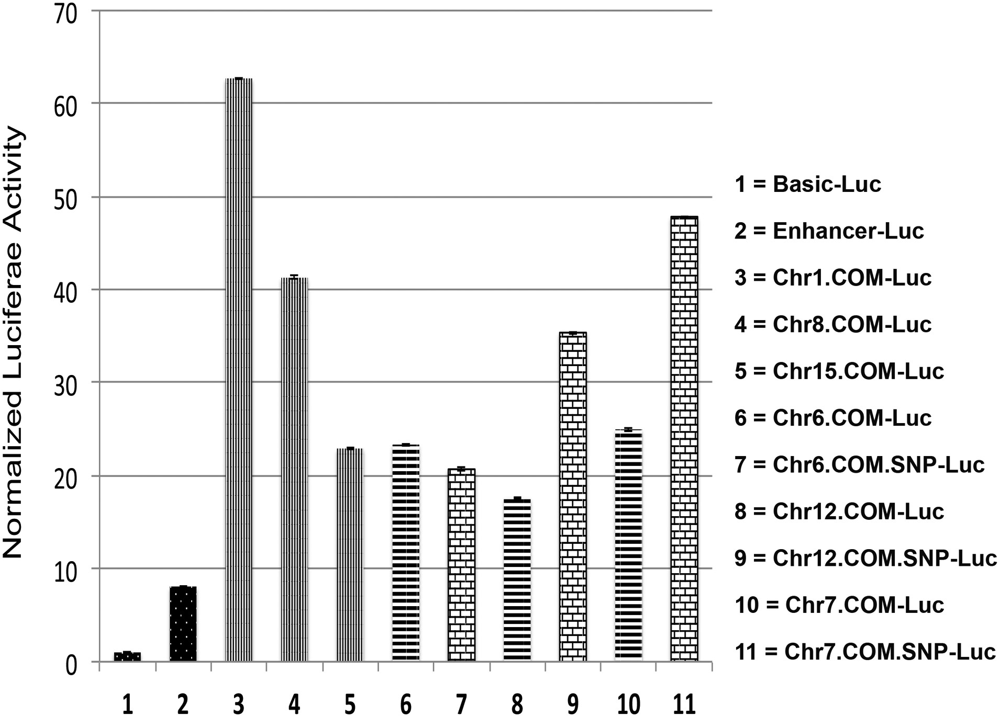 Normalized Luciferae Activity
70
60
50
40
30
20
10
0
1 2 3 4 5 6 7 8 9 10 11
1 = Basic-Luc
2 = Enhancer-Luc
3 = Chr1.COM-Luc
4 = Chr8.COM-Luc
5 = Chr15.COM-Luc
6 = Chr6.COM-Luc
7 = Chr6.COM.SNP-Luc
8 = Chr12.COM-Luc
9 = Chr12.COM.SNP-Luc
10 = Chr7.COM-Luc
11 = Chr7.COM.SNP-Luc